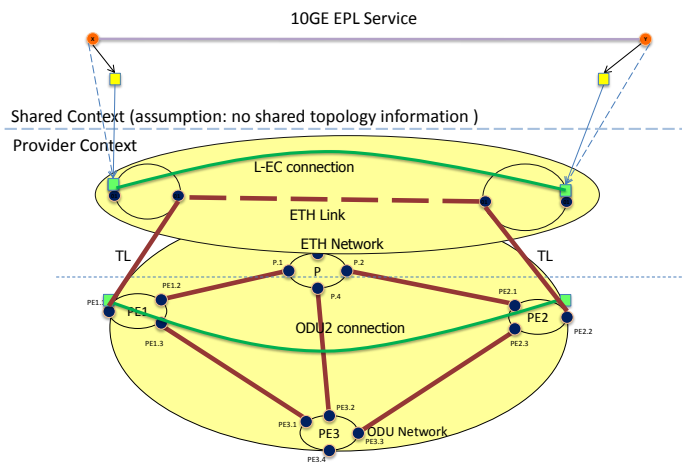 10GE EPL Service
X
Y
Shared Context (assumption: no shared topology information )
Provider Context
L-EC connection
ETH Link
ETH Network
TL
TL
P.1
P
P.2
PE1.2
P.4
PE2.1
PE1.
PE1
ODU2 connection
PE2
PE2.2
PE1.3
PE2.3
PE3.2
PE3.1
PE3
ODU Network
PE3.3
PE3.4